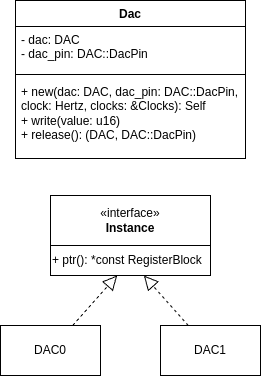 Dac
- dac: DAC
- dac_pin: DAC::DacPin
+ new(dac: DAC, dac_pin: DAC::DacPin,
clock: Hertz, clocks: &Clocks): Self
+ write(value: u16)
+ release(): (DAC, DAC::DacPin)
«interface»
Instance
+ ptr(): *const RegisterBlock
DAC0
DAC1